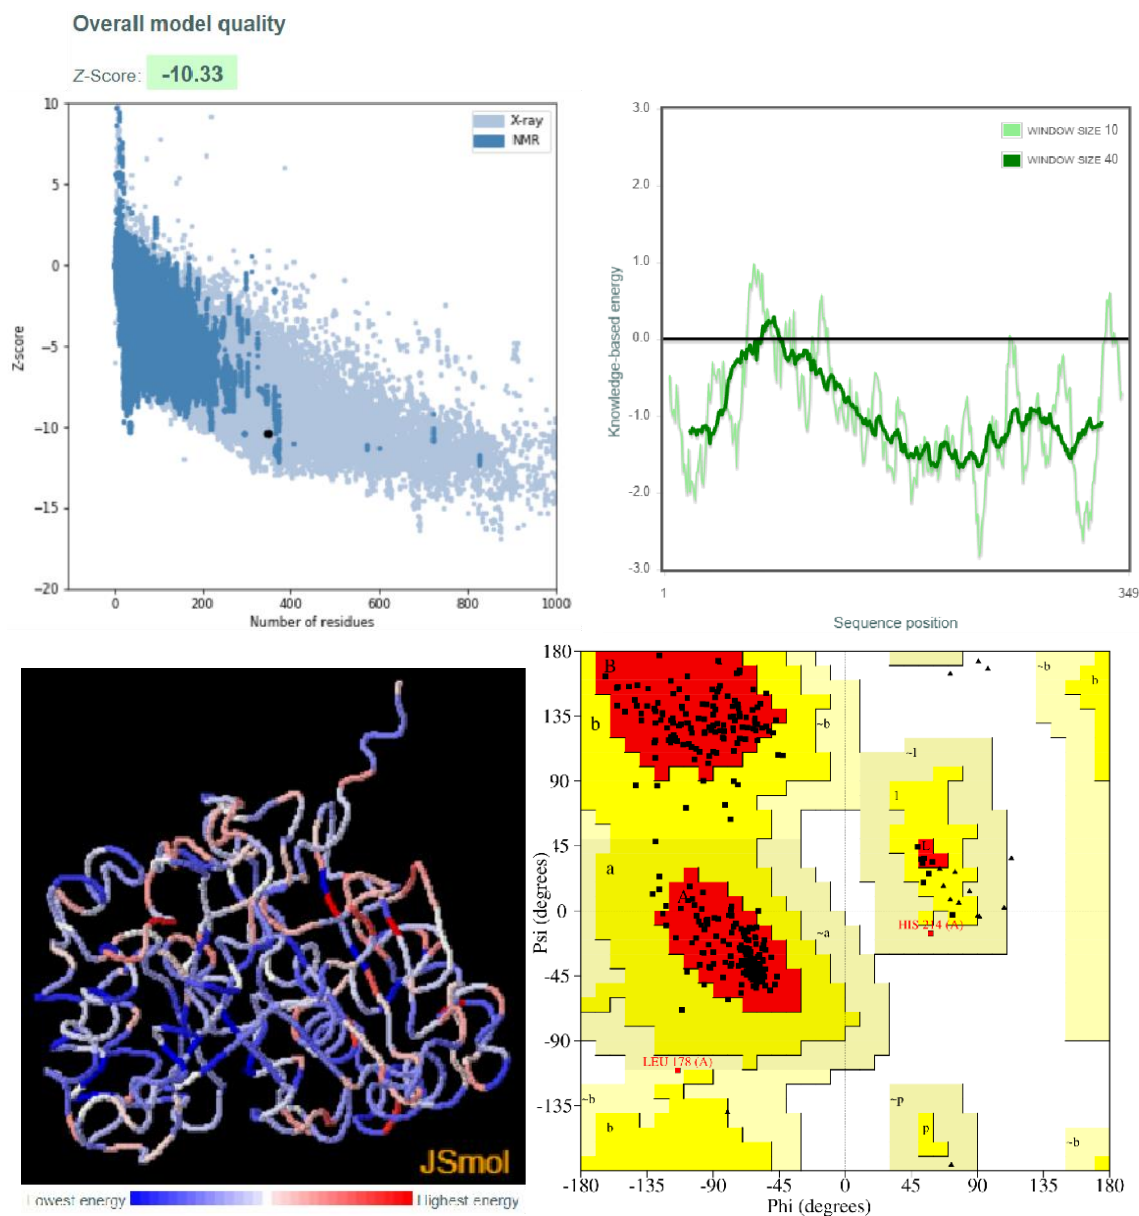 Overall model quality
Z-Score: -10.33
10
5
0
−5
−10
−15
−20
Z-score
X-ray
NMR
0
200
400
600
800
1000
Number of residues
3.0
2.0
1.0
0.0
-1.0
-2.0
-3.0
Knowledge-based energy
WINDOW SIZE 10
WINDOW SIZE 40
1
349
Sequence position
JSmol
Lowest energy
Highest energy
180
135
90
15
0
-45
-90
-135
Psi (degrees)
B
b
~b
~b
b
~l
l
a
A
~a
HIS 214 (A)
LEU 178 (A)
~b
b
~p
p
~b
-180
-135
-90
-45
0
45
90
135
180
Phi (degrees)